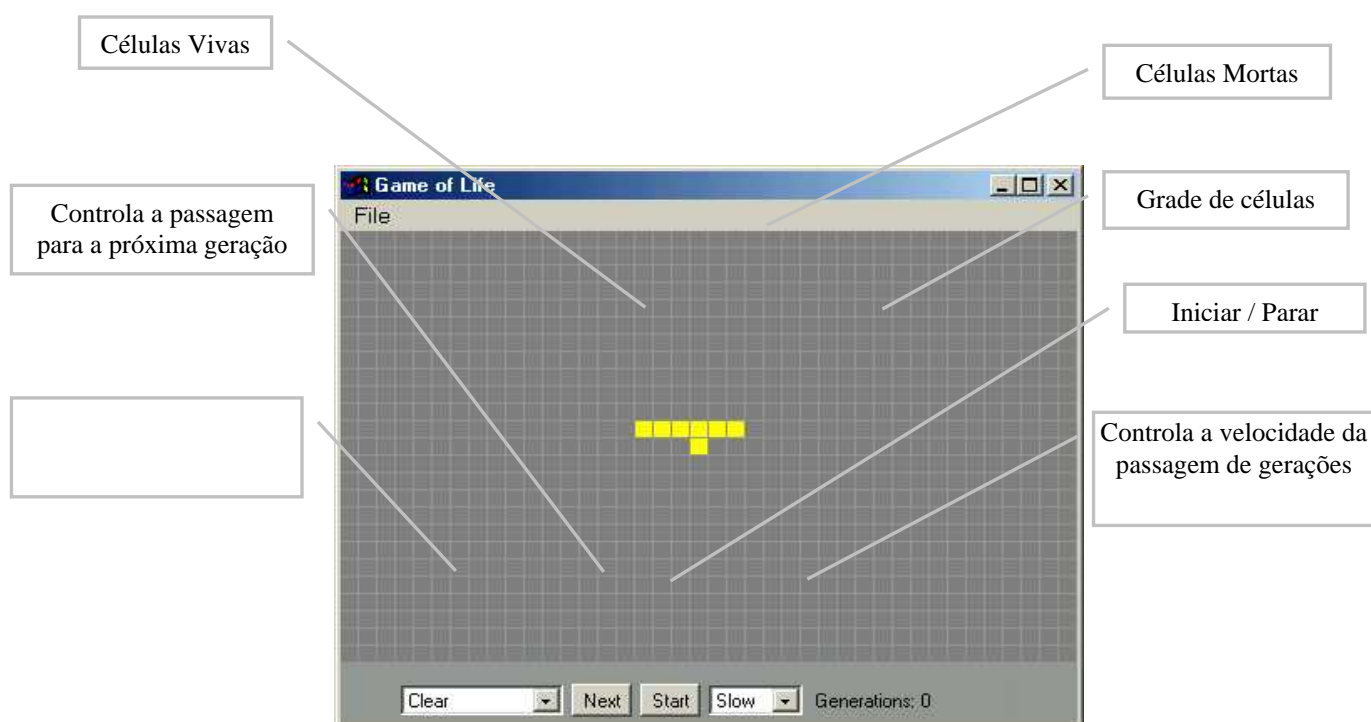 Células Vivas
Células Mortas
Game of Life
File
Controla a passagem
para a próxima geração
Grade de células
Iniciar / Parar
Controla a velocidade da
passagem de gerações
Clear
Next
Start
Slow
Generations: 0